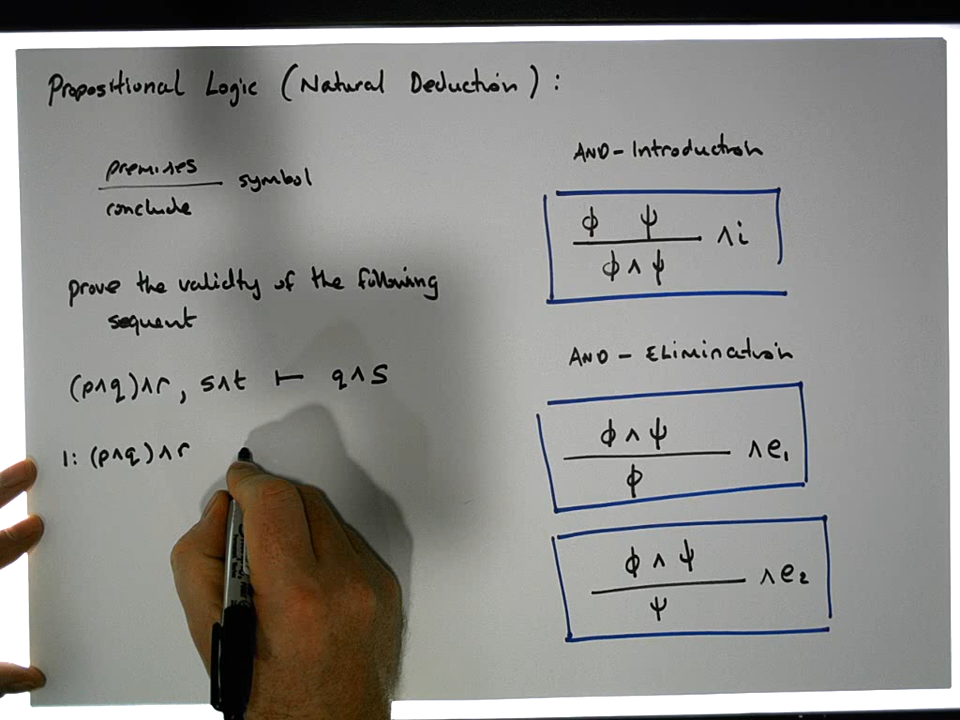 Propositional Logic (Natural Deduction):
premises
conclude
symbol
prove the validity of the following
sequent
(p∧q)∧r, s∧t ⊢ q∧s
1: (p∧q)∧r
AND-Introduction
ϕ ψ
ϕ∧ψ
∧i
AND-Elimination
ϕ∧ψ
ϕ
∧e₁
ϕ∧ψ
ψ
∧e₂